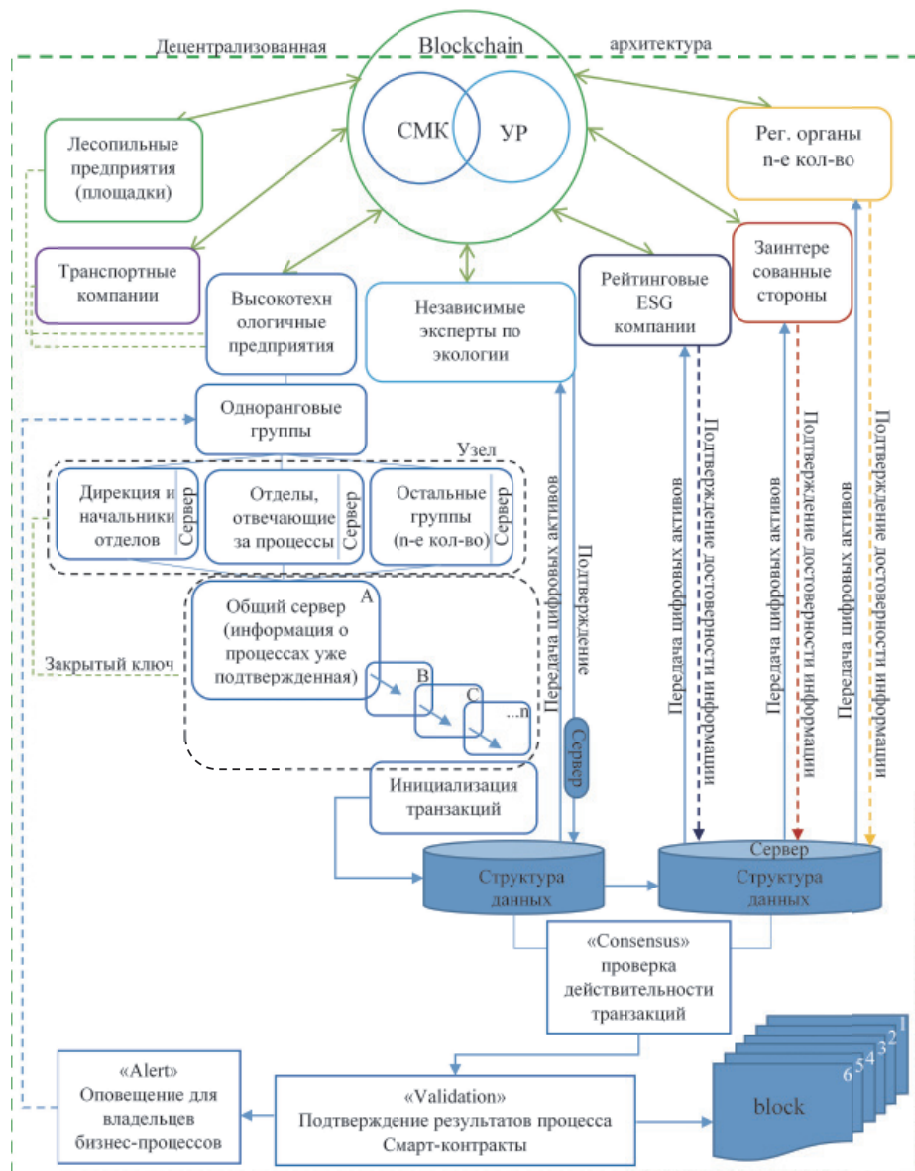 Децентрализованная
Blockchain
архитектура
СМК
УР
Лесопильные
предприятия
(площадки)
Рег. органы
n-е кол-во
Транспортные
компании
Высокотехн
ологичные
предприятия
Независимые
эксперты по
экологии
Рейтинговые
ESG
компании
Заинтере
сованные
стороны
Одноранговые
группы
Узел
Дирекция и
начальники
отделов
Сервер
Отделы,
отвечающие
за процессы
Сервер
Остальные
группы
(n-е кол-во)
Сервер
Общий сервер
(информация о
процессах уже
подтвержденная)
A
B
C
...n
Закрытый ключ
Передача цифровых активов
Подтверждение
Сервер
Передача цифровых активов
Подтверждение достоверности информации
Передача цифровых активов
Подтверждение достоверности информации
Передача цифровых активов
Подтверждение достоверности информации
Инициализация
транзакций
Структура
данных
Сервер
Структура
данных
«Consensus»
проверка
действительности
транзакций
«Alert»
Оповещение для
владельцев
бизнес-процессов
«Validation»
Подтверждение результатов процесса
Смарт-контракты
block
6
5
4
3
2
1